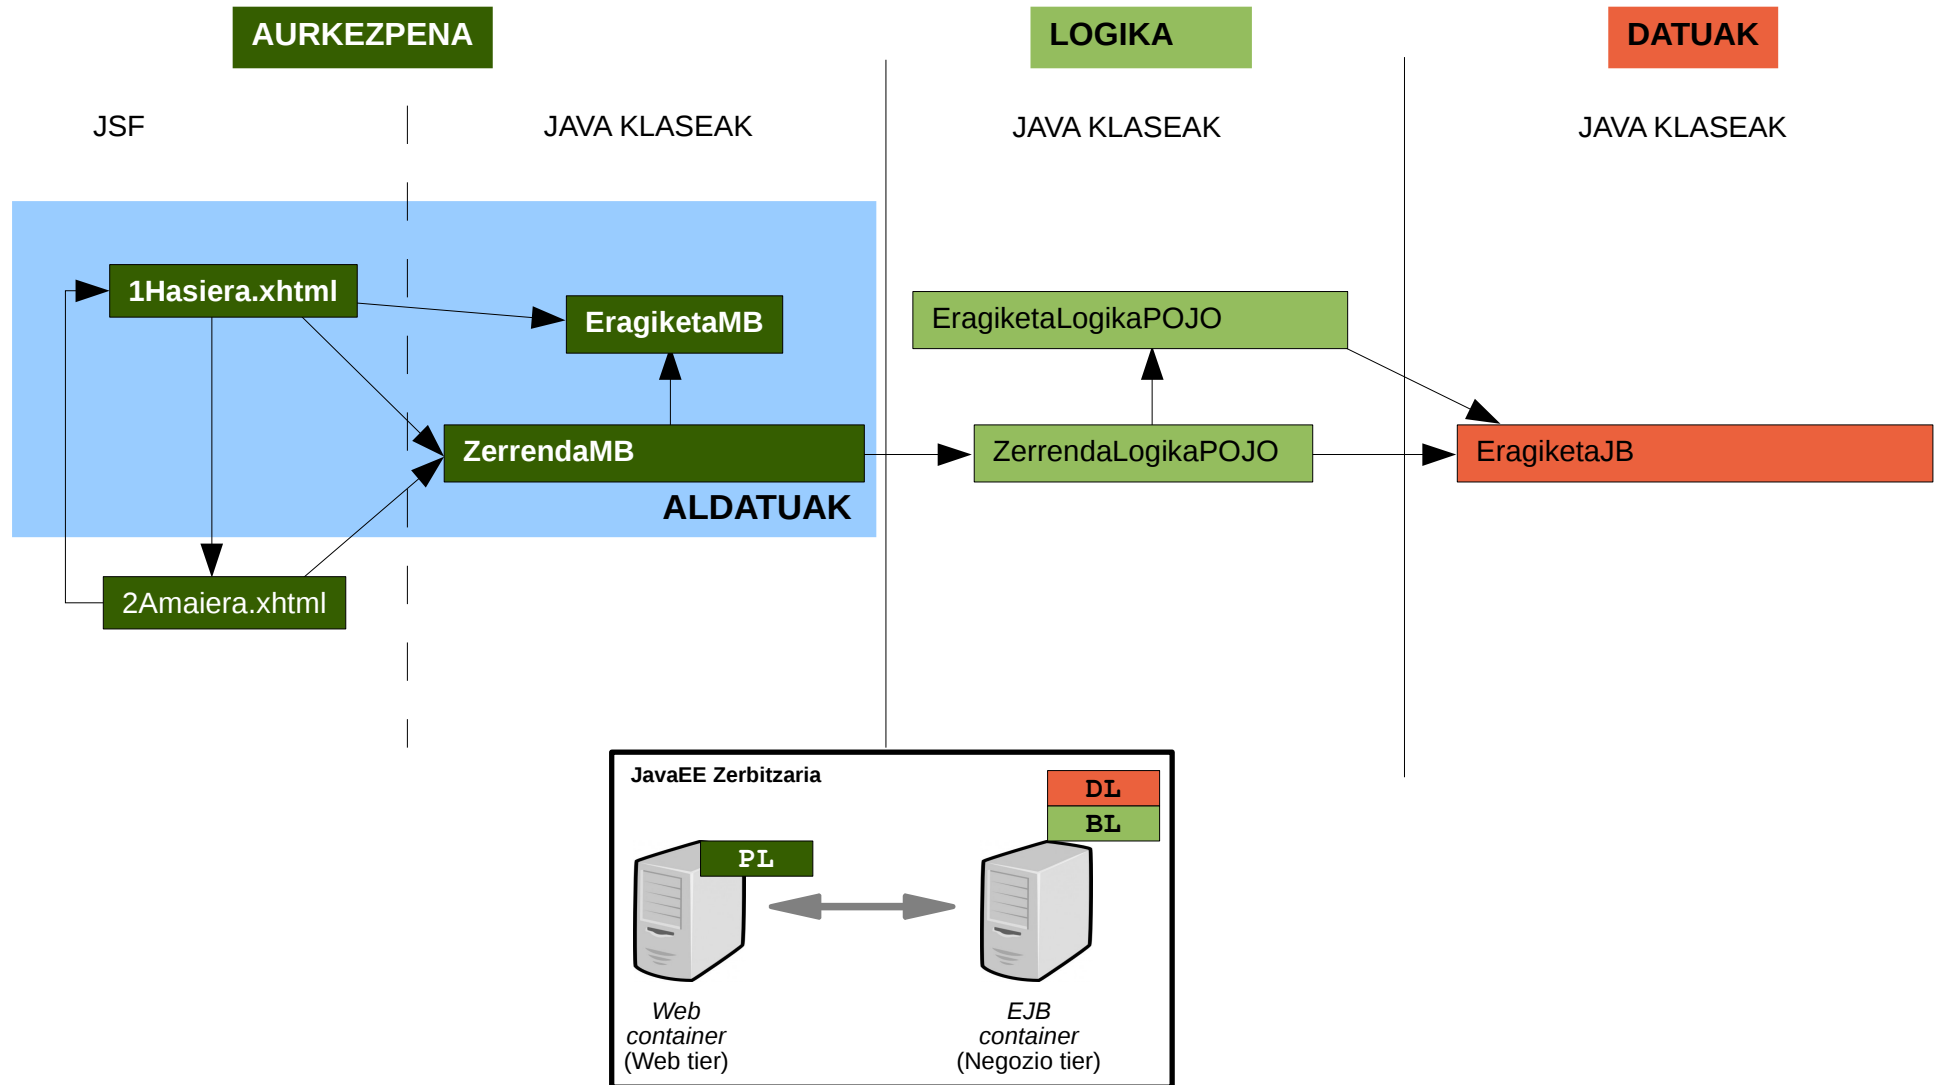 AURKEZPENA
LOGIKA
DATUAK
JSF
JAVA KLASEAK
JAVA KLASEAK
JAVA KLASEAK
1Hasiera.xhtml
EragiketaMB
EragiketaLogikaPOJO
ZerrendaMB
ZerrendaLogikaPOJO
EragiketaJB
ALDATUAK
2Amaiera.xhtml
JavaEE Zerbitzaria
DL
BL
PL
Web
container
(Web tier)
EJB
container
(Negozio tier)